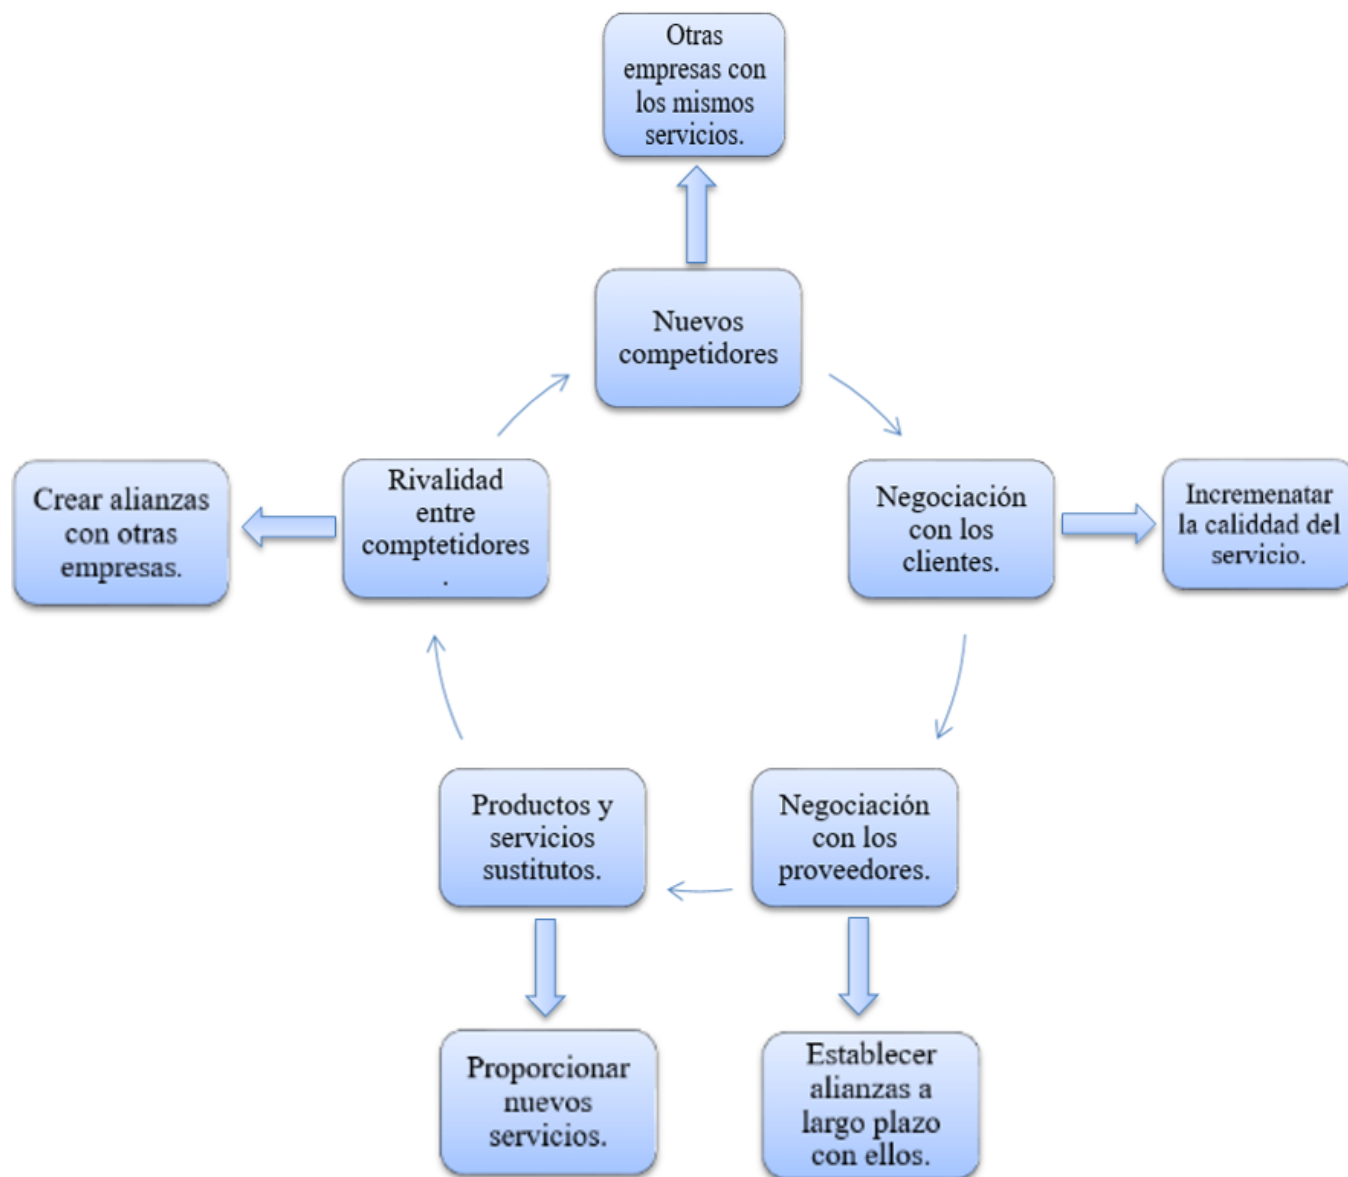 Otras
empresas con
los mismos
servicios.
Nuevos
competidores
Crear alianzas
con otras
empresas.
Rivalidad
entre
comptetidores
.
Negociación
con los
clientes.
Incremenatar
la caliddad del
servicio.
Productos y
servicios
sustitutos.
Negociación
con los
proveedores.
Proporcionar
nuevos
servicios.
Establecer
alianzas a
largo plazo
con ellos.